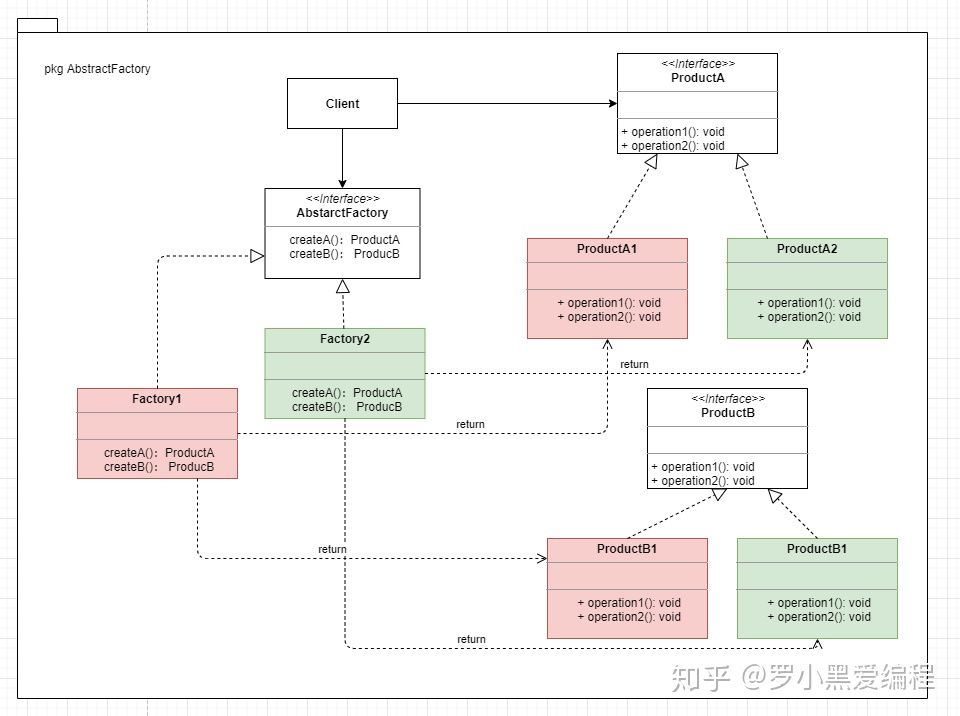 pkg AbstractFactory
Client
<<Interface>>
ProductA
+ operation1(): void
+ operation2(): void
<<Interface>>
AbstarctFactory
createA()： ProductA
createB()： ProducB
ProductA1
+ operation1(): void
+ operation2(): void
ProductA2
+ operation1(): void
+ operation2(): void
Factory2
createA()： ProductA
createB()： ProducB
return
Factory1
createA()： ProductA
createB()： ProducB
return
<<Interface>>
ProductB
+ operation1(): void
+ operation2(): void
return
ProductB1
+ operation1(): void
+ operation2(): void
ProductB1
+ operation1(): void
+ operation2(): void
return
知乎 @罗小黑爱编程